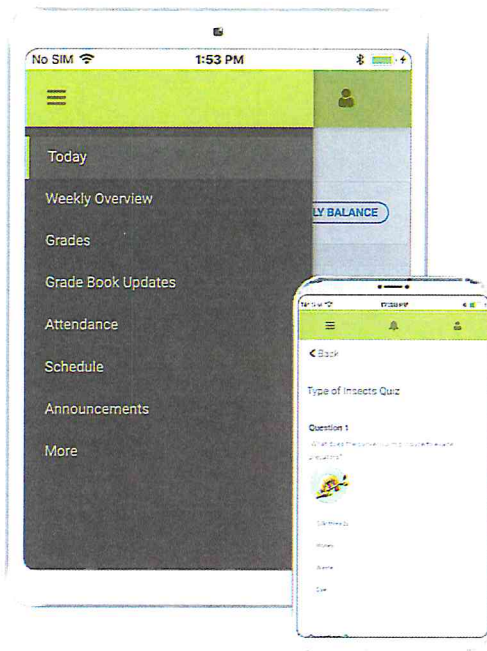 No SIM 1:53 PM
Today
LY BALANCE
Weekly Overview
Grades
Grade Book Updates
Attendance
Schedule
Announcements
More
Back
Type of Insects Quiz
Question 1